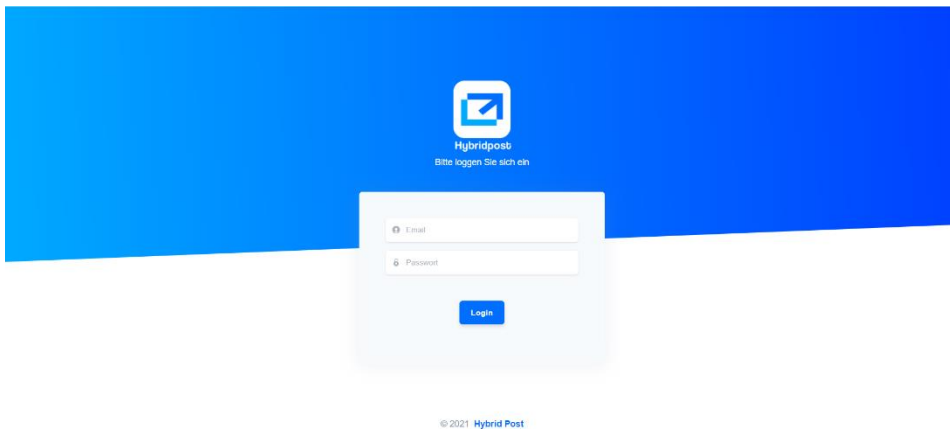 Hybridpost
Bitte loggen Sie sich ein
Email
Passwort
Login
© 2021 Hybrid Post